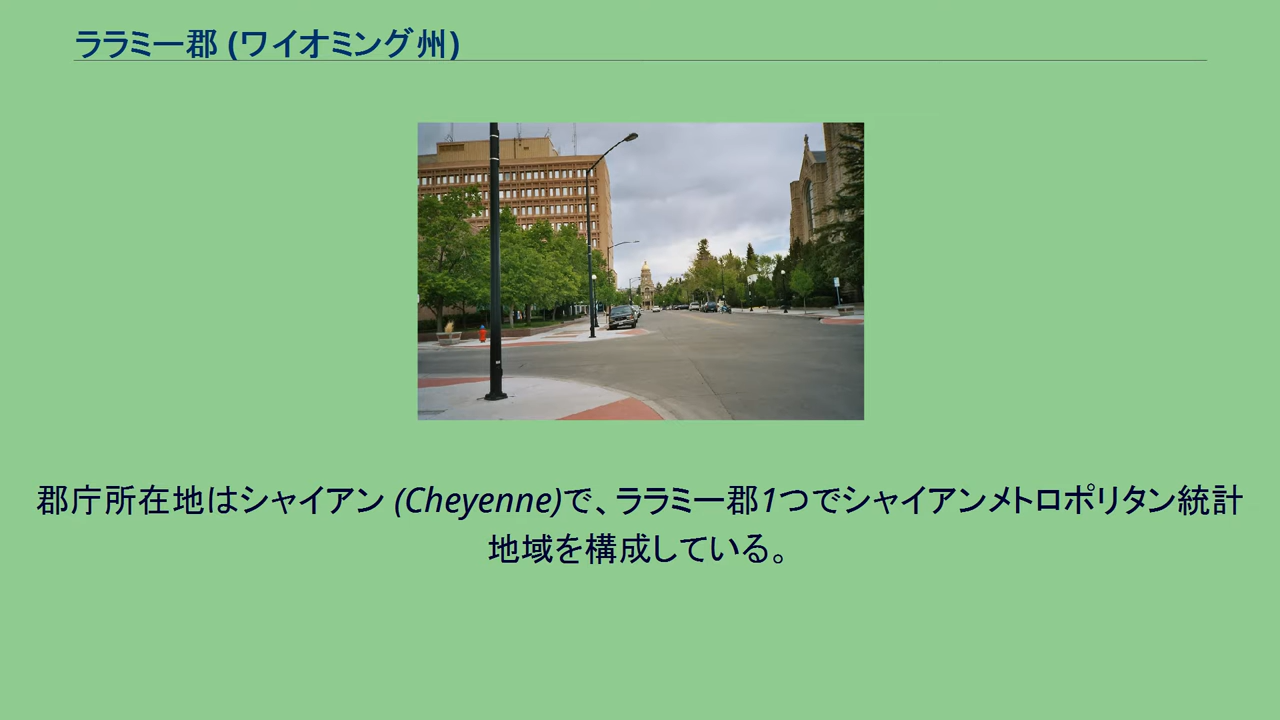 ララミー郡 (ワイオミング州)
郡庁所在地はシャイアン (Cheyenne)で、ララミー郡1つでシャイアンメトロポリタン統計
地域を構成している。